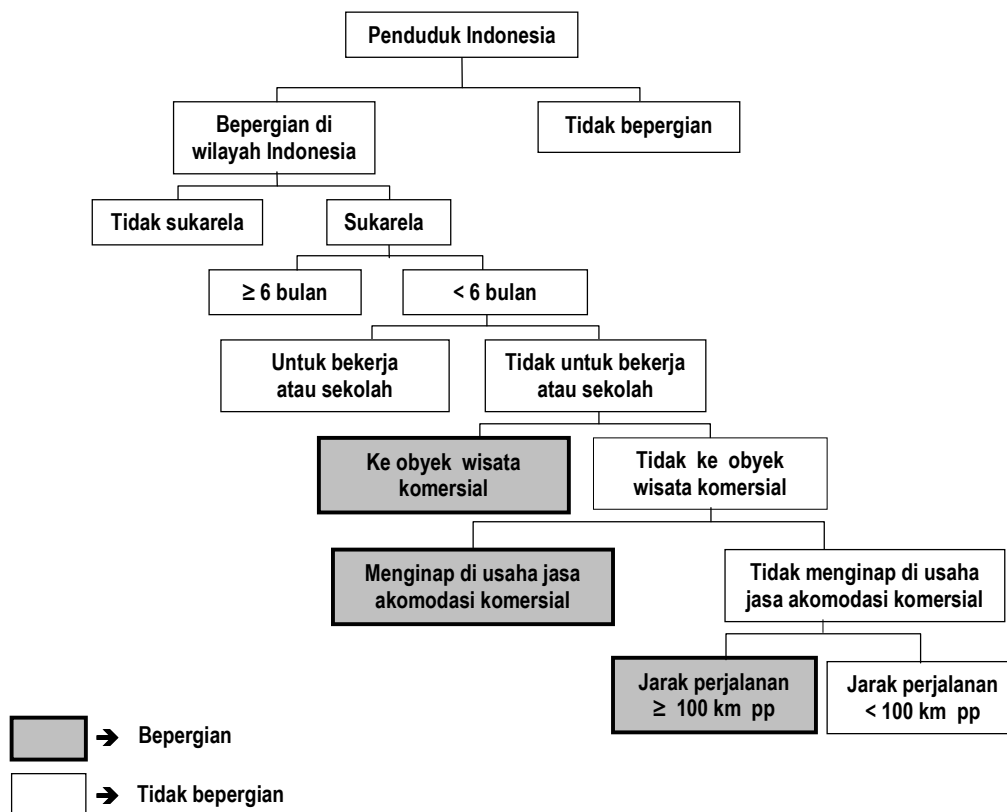 Penduduk Indonesia
Bepergian di
wilayah Indonesia
Tidak bepergian
Tidak sukarela
Sukarela
≥ 6 bulan
< 6 bulan
Untuk bekerja
atau sekolah
Tidak untuk bekerja
atau sekolah
Ke obyek wisata
komersial
Tidak ke obyek
wisata komersial
Menginap di usaha jasa
akomodasi komersial
Tidak menginap di usaha
jasa akomodasi komersial
Jarak perjalanan
≥ 100 km pp
Jarak perjalanan
< 100 km pp
➔ Bepergian
➔ Tidak bepergian